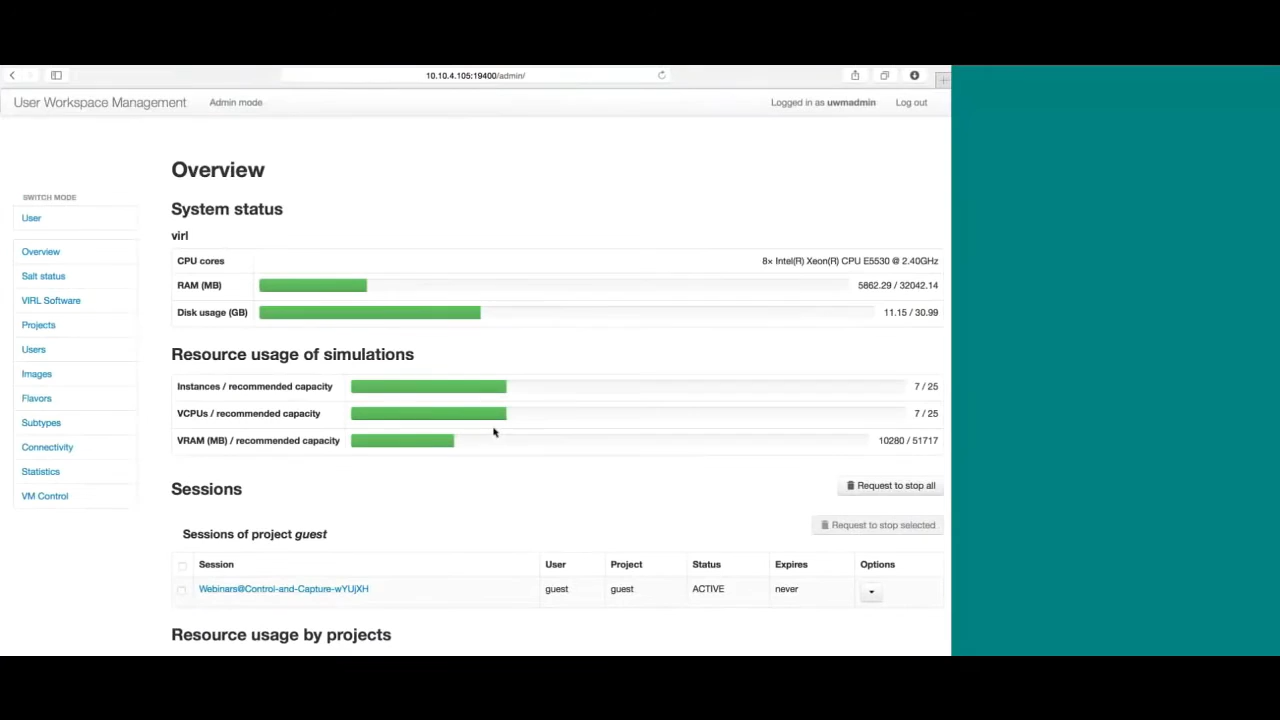 10.10.4.105:19400/admin/
User Workspace Management Admin mode Logged in as uwmadmin Log out
Overview
SWITCH MODE
User
Overview
Salt status
VIRL Software
Projects
Users
Images
Flavors
Subtypes
Connectivity
Statistics
VM Control
System status
virl
CPU cores 8x Intel(R) Xeon(R) CPU E5530 @ 2.40GHz
RAM (MB) 5862.29 / 32042.14
Disk usage (GB) 11.15 / 30.99
Resource usage of simulations
Instances / recommended capacity 7 / 25
VCPUs / recommended capacity 7 / 25
VRAM (MB) / recommended capacity 10280 / 51717
Sessions
Request to stop all
Sessions of project guest
Request to stop selected
Session User Project Status Expires Options
Webinars@Control-and-Capture-wYUjXH guest guest ACTIVE never
Resource usage by projects